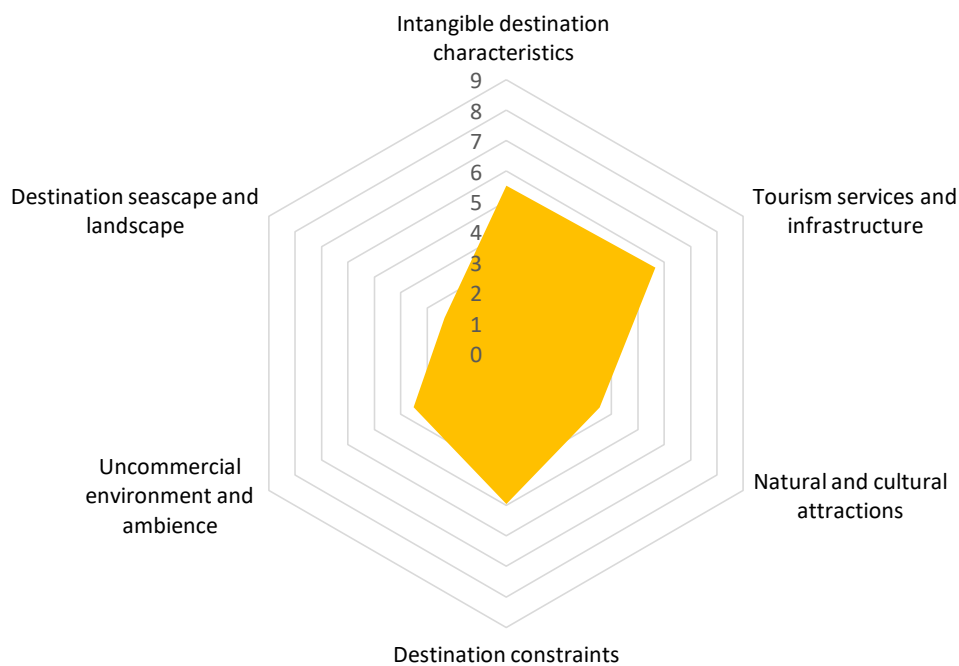 Intangible destination
characteristics
9
8
7
6
5
4
3
2
1
0
Destination seascape and
landscape
Tourism services and
infrastructure
Uncommercial
environment and
ambience
Natural and cultural
attractions
Destination constraints